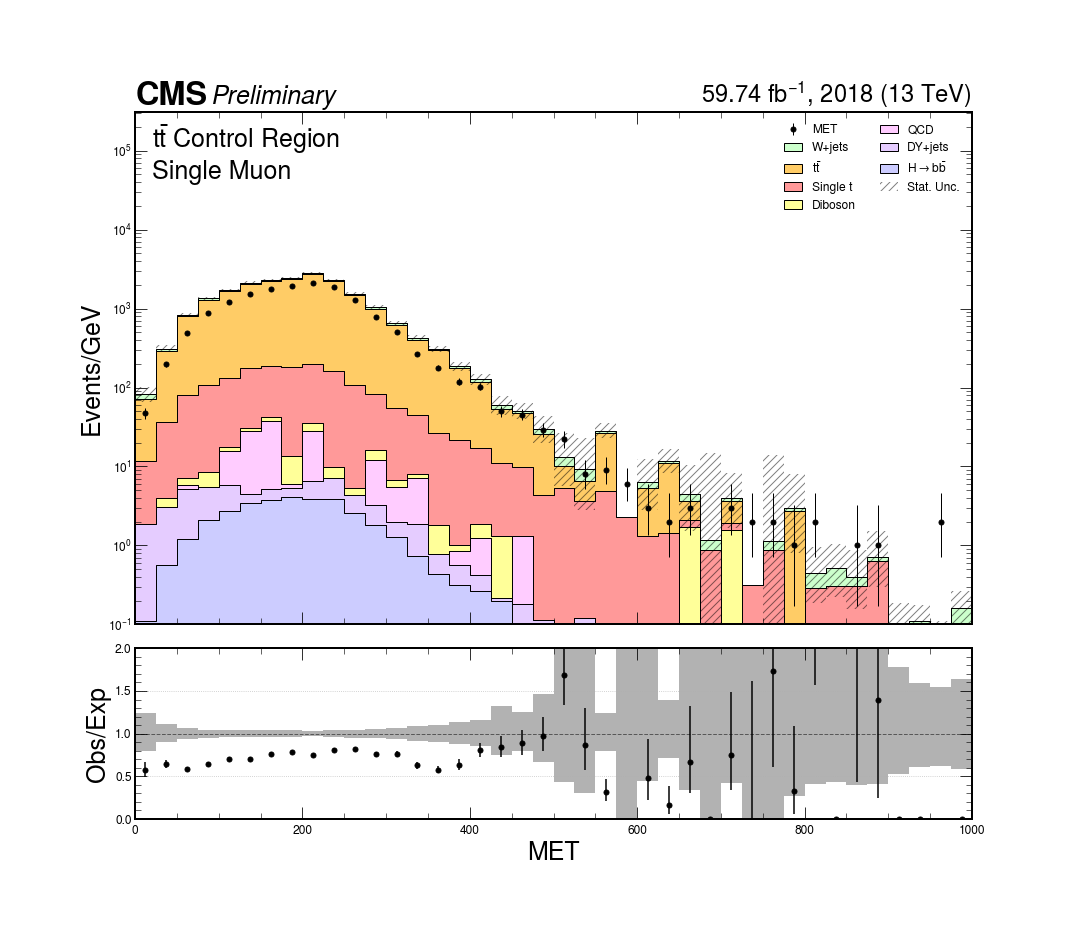 CMS Preliminary 59.74 fb⁻¹, 2018 (13 TeV)
tt̄ Control Region
Single Muon
MET
W+jets
tt̄
Single t
Diboson
QCD
DY+jets
H→bb̄
Stat. Unc.
Events/GeV
10⁵
10⁴
10³
10²
10¹
10⁰
10⁻¹
Obs/Exp
2.0
1.5
1.0
0.5
0.0
0 200 400 600 800 1000
MET